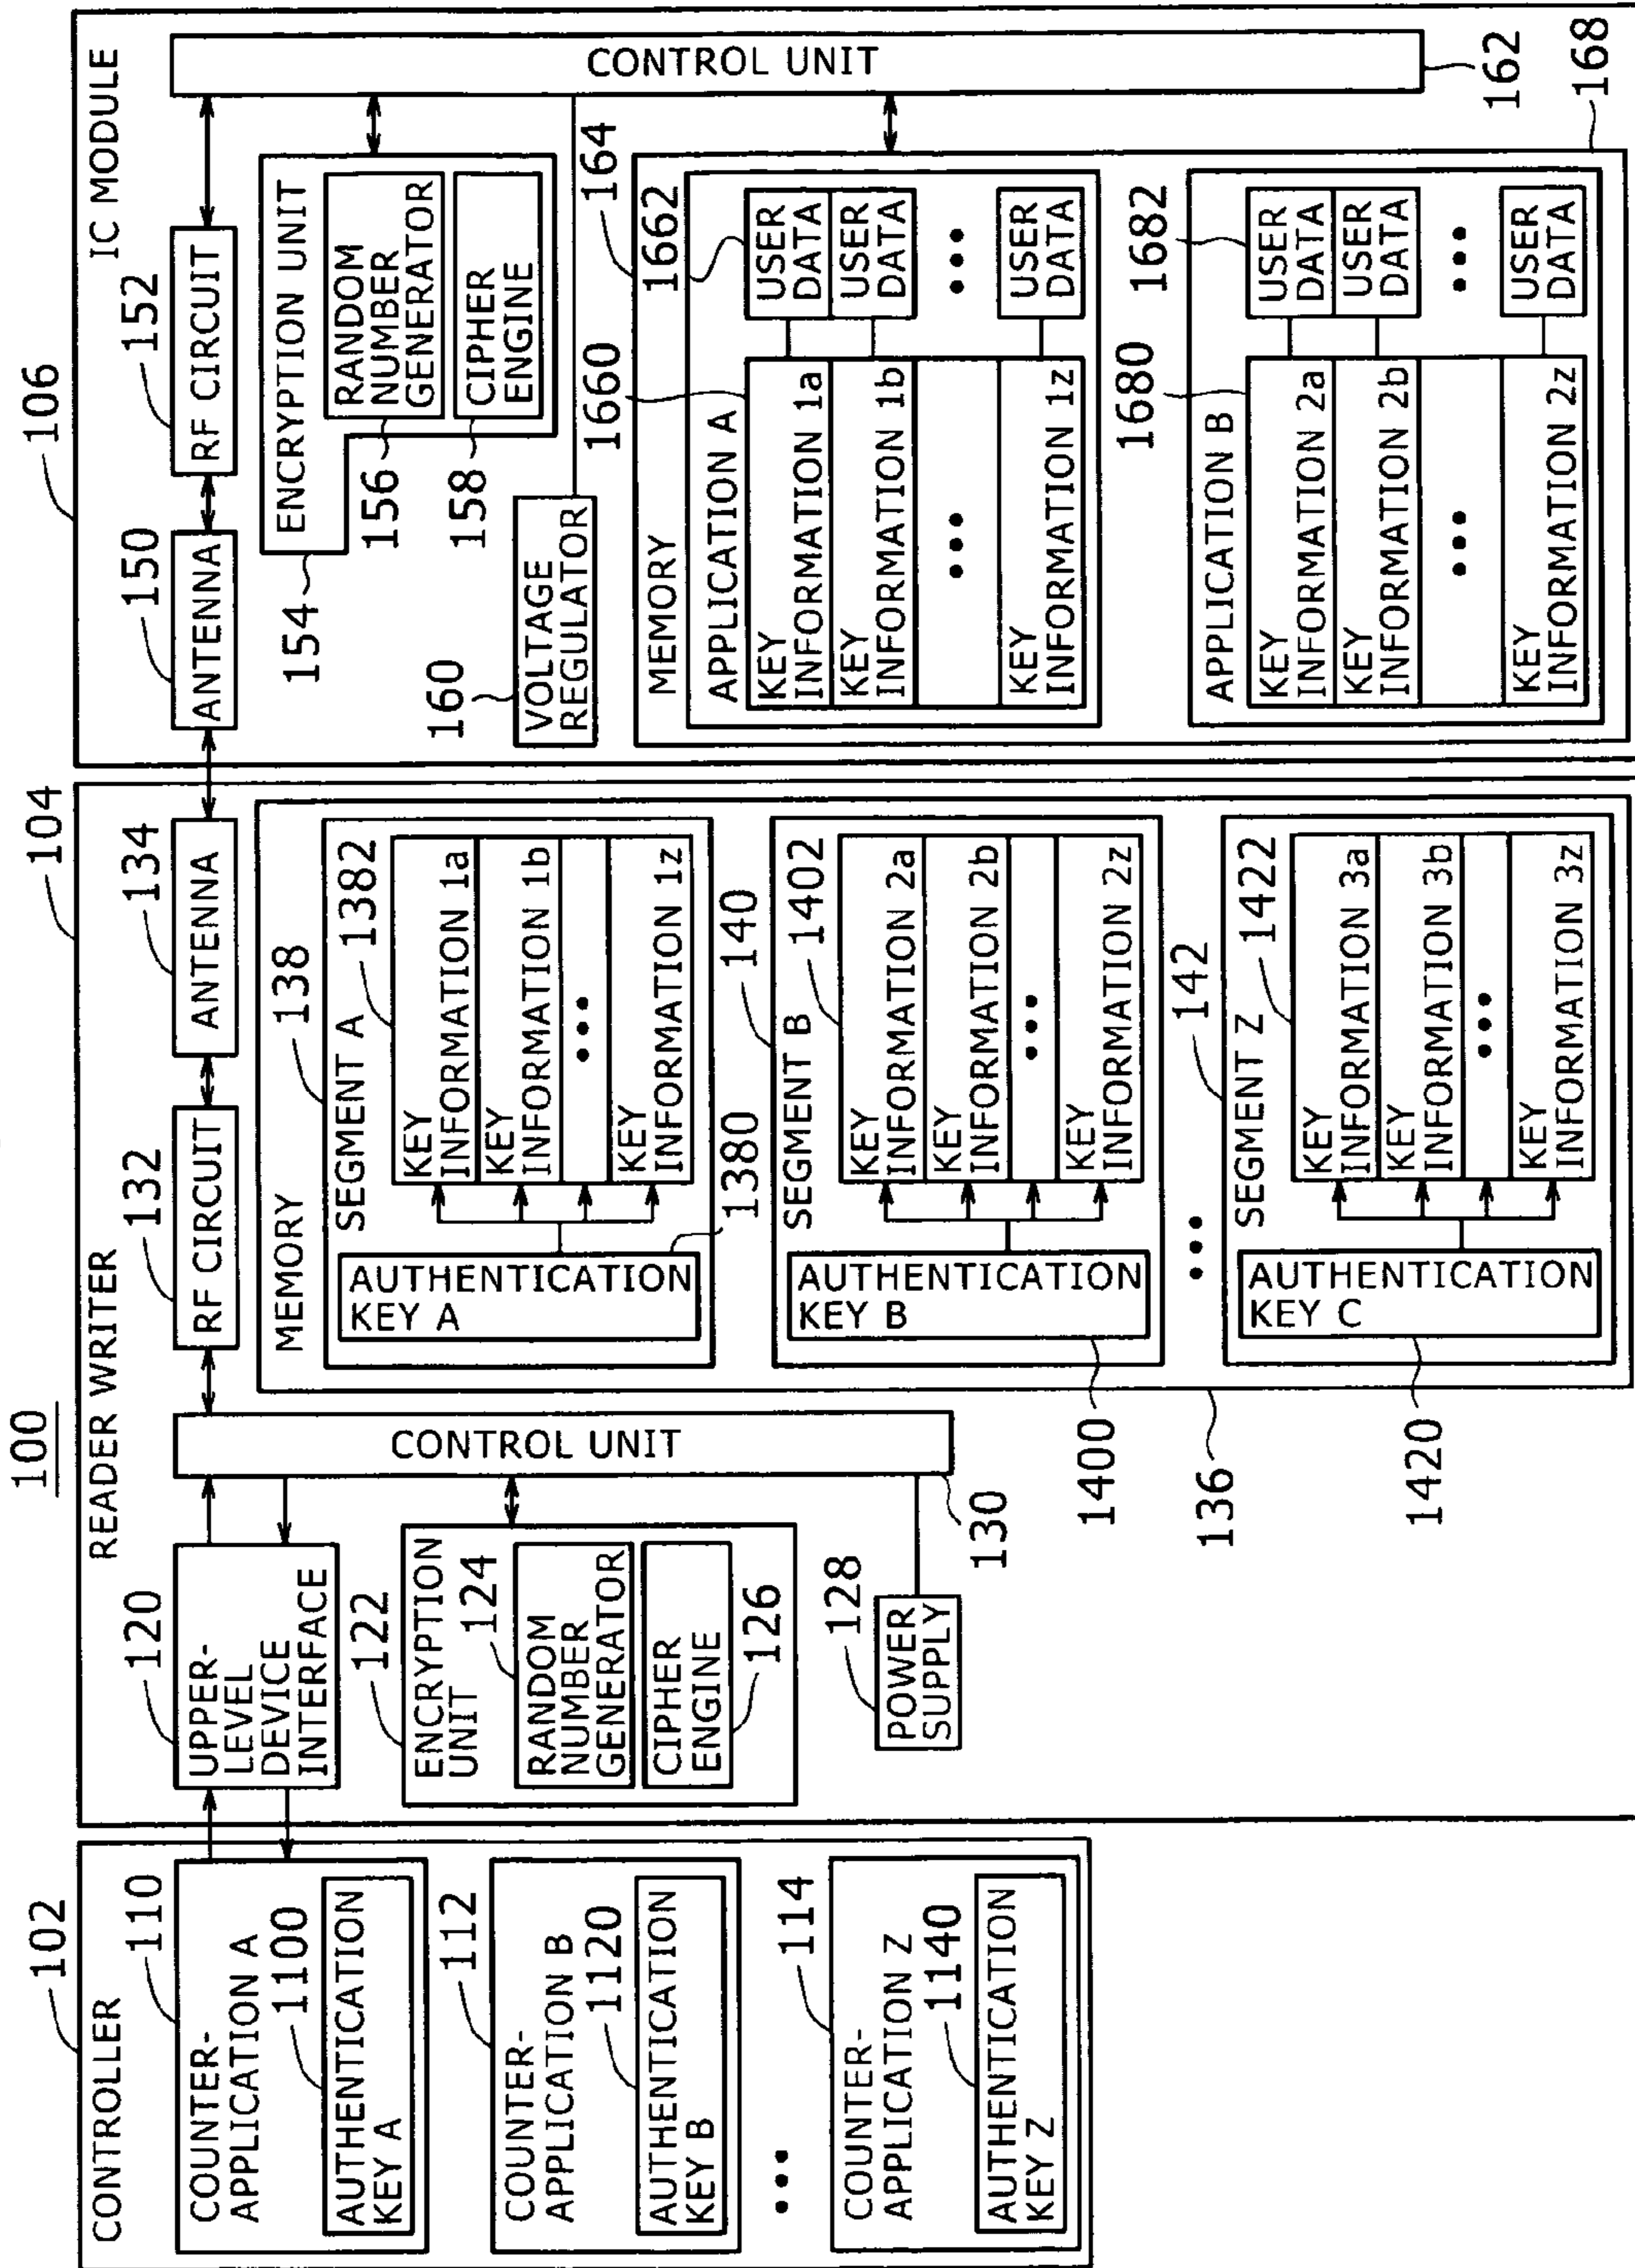 100
102
CONTROLLER
110
COUNTER-
APPLICATION A
1100
AUTHENTICATION
KEY A
112
COUNTER-
APPLICATION B
1120
AUTHENTICATION
KEY B
•••
114
COUNTER-
APPLICATION Z
1140
AUTHENTICATION
KEY Z
104
READER WRITER
120
UPPER-
LEVEL
DEVICE
INTERFACE
122
ENCRYPTION
UNIT
124
RANDOM
NUMBER
GENERATOR
CIPHER
ENGINE
126
128
POWER
SUPPLY
CONTROL UNIT
130
132
RF CIRCUIT
134
ANTENNA
MEMORY
138
SEGMENT A
1382
AUTHENTICATION
KEY A
KEY
INFORMATION 1a
KEY
INFORMATION 1b
•••
KEY
INFORMATION 1z
1380
140
SEGMENT B
1402
AUTHENTICATION
KEY B
KEY
INFORMATION 2a
KEY
INFORMATION 2b
•••
KEY
INFORMATION 2z
1400
•••
142
SEGMENT Z
1422
AUTHENTICATION
KEY C
KEY
INFORMATION 3a
KEY
INFORMATION 3b
•••
KEY
INFORMATION 3z
136
1420
106
IC MODULE
150
ANTENNA
152
RF CIRCUIT
154
ENCRYPTION UNIT
156
RANDOM
NUMBER
GENERATOR
158
CIPHER
ENGINE
160
VOLTAGE
REGULATOR
CONTROL UNIT
162
164
MEMORY
1660
1662
APPLICATION A
KEY
INFORMATION 1a
USER
DATA
KEY
INFORMATION 1b
USER
DATA
•••
•••
KEY
INFORMATION 1z
USER
DATA
1680
1682
APPLICATION B
KEY
INFORMATION 2a
USER
DATA
KEY
INFORMATION 2b
USER
DATA
•••
•••
KEY
INFORMATION 2z
USER
DATA
168